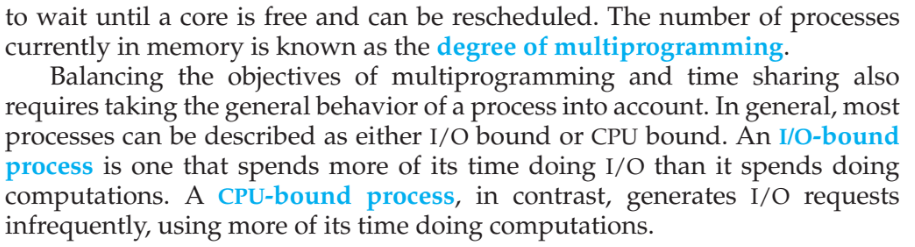 to wait until a core is free and can be rescheduled. The number of processes
currently in memory is known as the degree of multiprogramming.
Balancing the objectives of multiprogramming and time sharing also
requires taking the general behavior of a process into account. In general, most
processes can be described as either I/O bound or CPU bound. An I/O-bound
process is one that spends more of its time doing I/O than it spends doing
computations. A CPU-bound process, in contrast, generates I/O requests
infrequently, using more of its time doing computations.